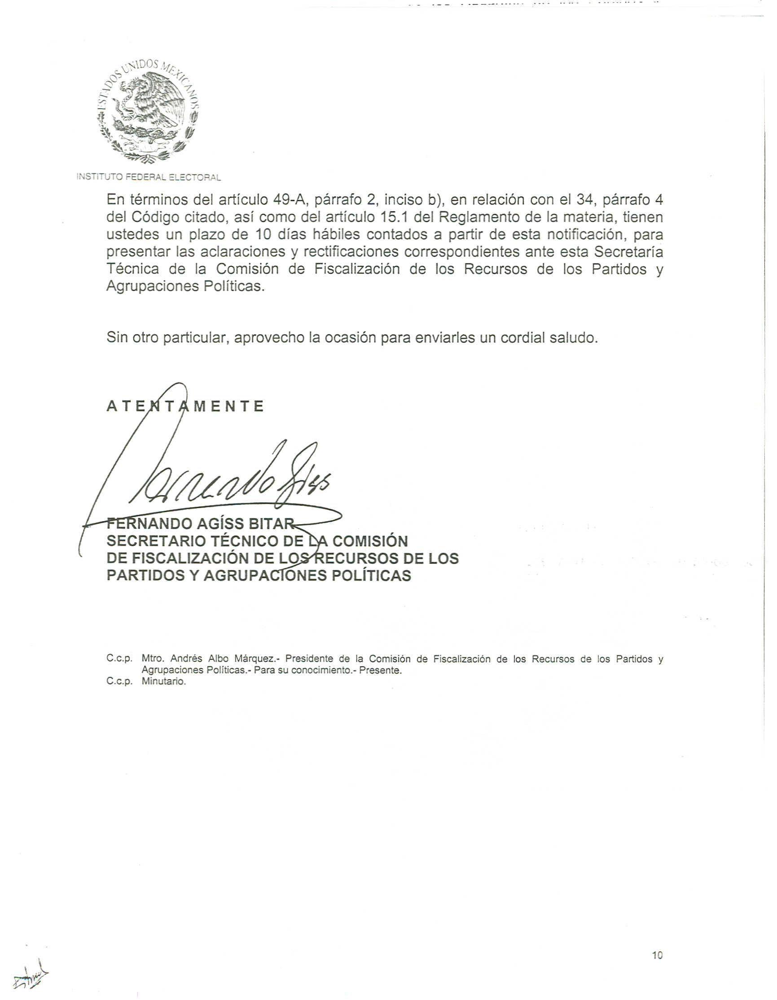 ESTADOS UNIDOS MEXICANOS
INSTITUTO FEDERAL ELECTORAL
En términos del artículo 49-A, párrafo 2, inciso b), en relación con el 34, párrafo 4
del Código citado, así como del artículo 15.1 del Reglamento de la materia, tienen
ustedes un plazo de 10 días hábiles contados a partir de esta notificación, para
presentar las aclaraciones y rectificaciones correspondientes ante esta Secretaría
Técnica de la Comisión de Fiscalización de los Recursos de los Partidos y
Agrupaciones Políticas.
Sin otro particular, aprovecho la ocasión para enviarles un cordial saludo.
A T E N T A M E N T E
FERNANDO AGÍSS BITAR
SECRETARIO TÉCNICO DE LA COMISIÓN
DE FISCALIZACIÓN DE LOS RECURSOS DE LOS
PARTIDOS Y AGRUPACIONES POLÍTICAS
C.c.p. Mtro. Andrés Albo Márquez.- Presidente de la Comisión de Fiscalización de los Recursos de los Partidos y
Agrupaciones Políticas.- Para su conocimiento.- Presente.
C.c.p. Minutario.
10